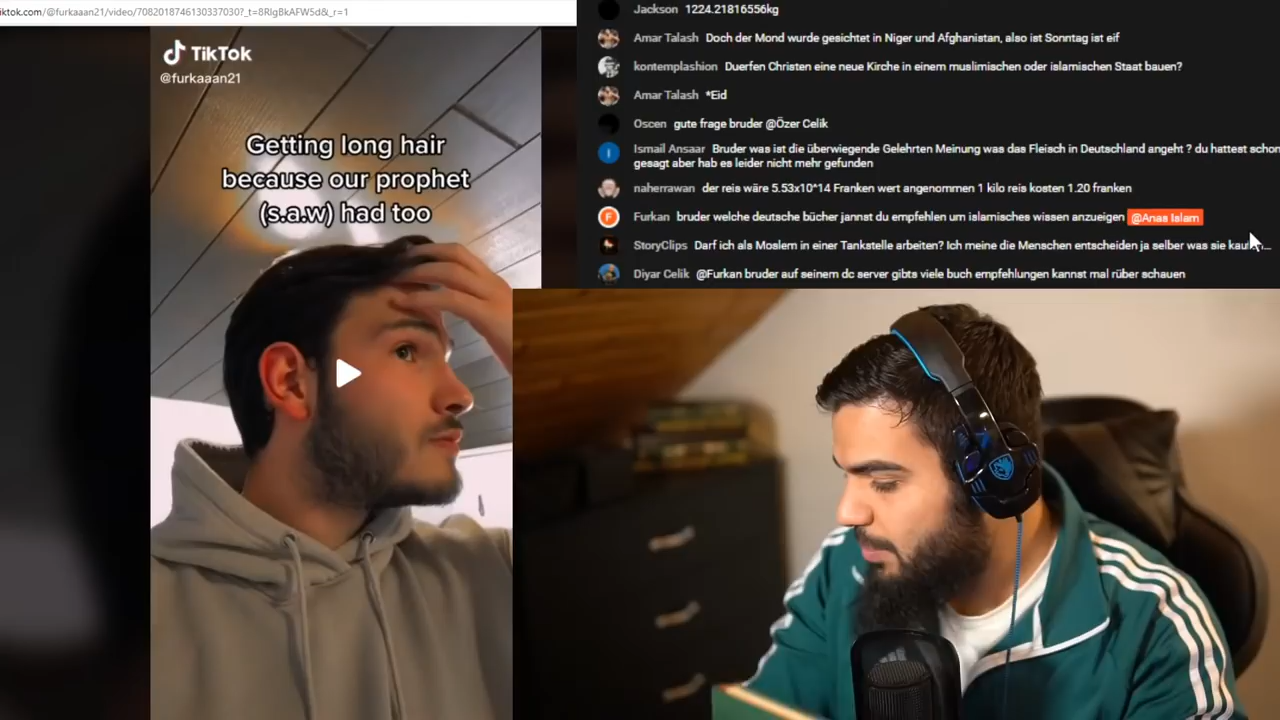 iktok.com/@furkaaan21/video/7082018746130337030?_t=8RlgBkAFW5d&_r=1
TikTok
@furkaaan21
Getting long hair
because our prophet
(s.a.w) had too
Jackson 1224.21816556kg
Amar Talash Doch der Mond wurde gesichtet in Niger und Afghanistan, also ist Sonntag ist eif
kontemplashion Duerfen Christen eine neue Kirche in einem muslimischen oder islamischen Staat bauen?
Amar Talash *Eid
Oscen gute frage bruder @Özer Celik
I Ismail Ansaar Bruder was ist die überwiegende Gelehrten Meinung was das Fleisch in Deutschland angeht ? du hattest schon
gesagt aber hab es leider nicht mehr gefunden
naherrawan der reis wäre 5.53x10^14 Franken wert angenommen 1 kilo reis kosten 1.20 franken
F Furkan bruder welche deutsche bücher jannst du empfehlen um islamisches wissen anzueigen @Anas Islam
StoryClips Darf ich als Moslem in einer Tankstelle arbeiten? Ich meine die Menschen entscheiden ja selber was sie
Diyar Celik @Furkan bruder auf seinem dc server gibts viele buch empfehlungen kannst mal rüber schauen